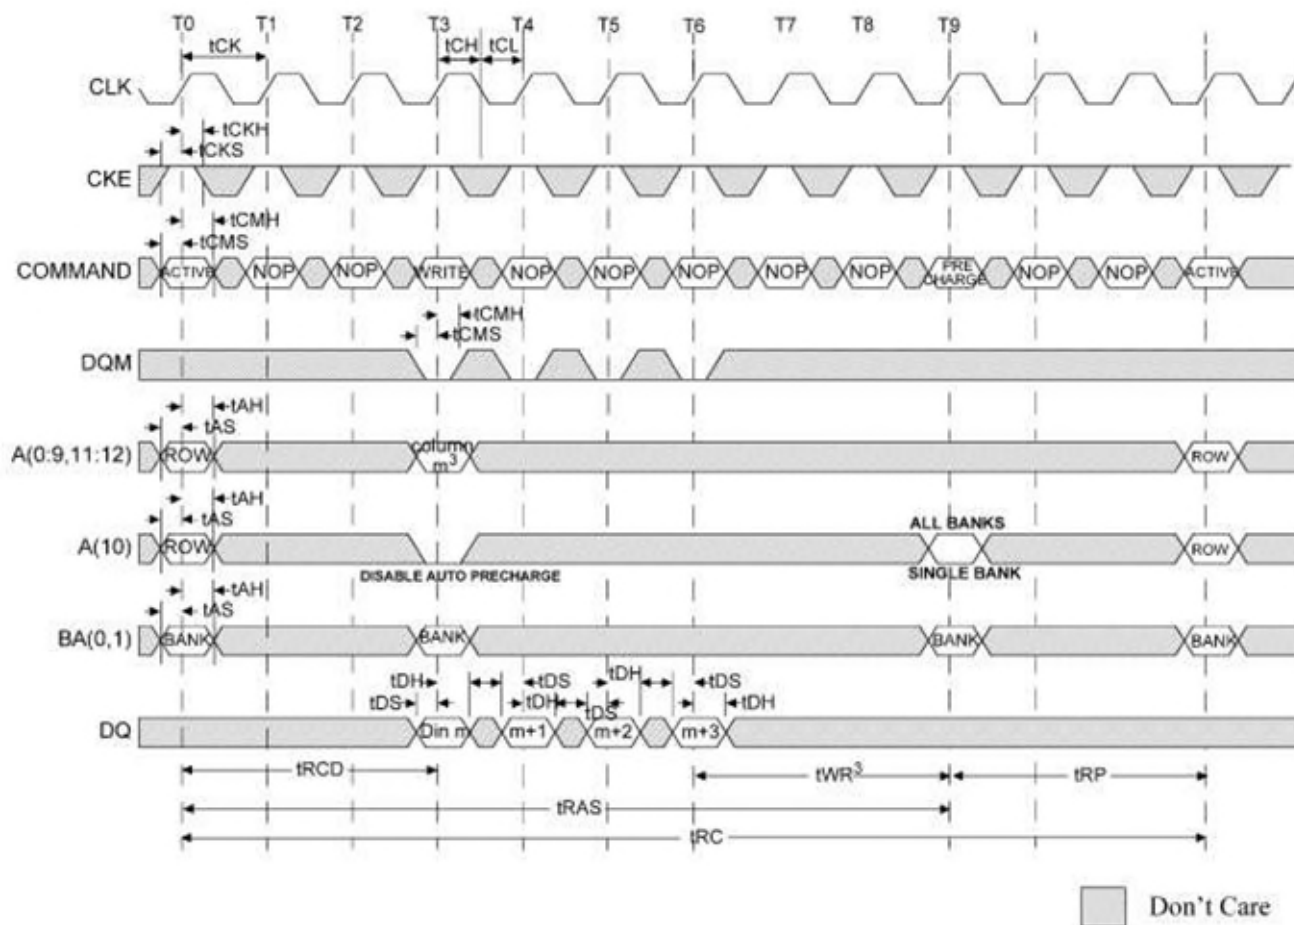 T0 T1 T2 T3 T4 T5 T6 T7 T8 T9
tCK tCH tCL
CLK
tCKH
tCKS
CKE
tCMH
tCMS
COMMAND ACTIVE NOP NOP WRITE NOP NOP NOP NOP NOP PRE CHARGE NOP NOP ACTIVE
tCMH
tCMS
DQM
tAH
tAS
A(0:9,11:12) ROW column m³ ROW
tAH
tAS ALL BANKS
A(10) ROW ROW
DISABLE AUTO PRECHARGE SINGLE BANK
tAH
tAS
BA(0,1) BANK BANK BANK BANK
tDH tDS tDH tDS
tDS tDH tDS tDH
DQ Din m m+1 m+2 m+3
tRCD tWR³ tRP
tRAS
tRC
Don't Care